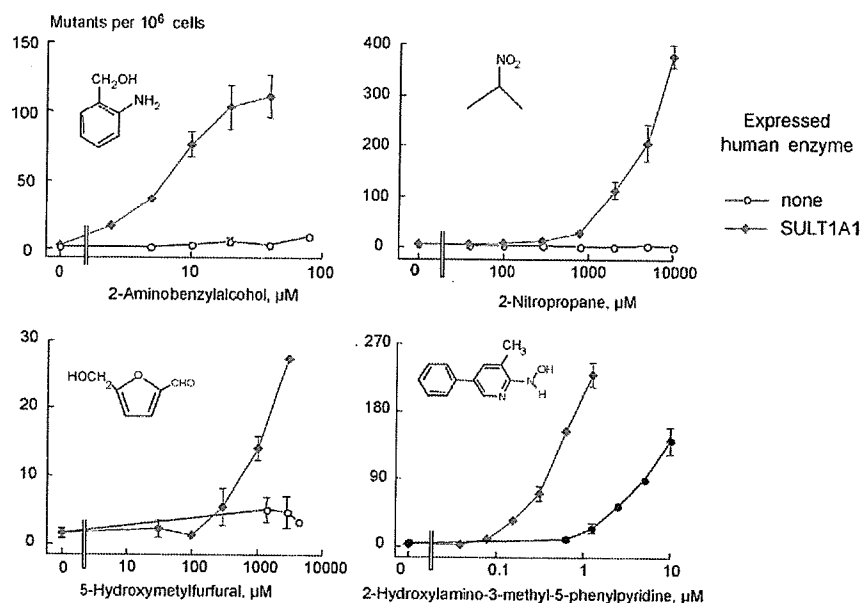 Mutants per 10⁶ cells
150
100
50
0
CH₂OH
NH₂
0
10
100
2-Aminobenzylalcohol, µM
400
300
200
100
0
NO₂
0
100
1000
10000
2-Nitropropane, µM
Expressed
human enzyme
none
SULT1A1
30
20
10
0
HOCH₂
O
CHO
0
10
100
1000
10000
5-Hydroxymetylfurfural, µM
270
180
90
0
CH₃
OH
N
N
H
0
0.1
1
10
2-Hydroxylamino-3-methyl-5-phenylpyridine, µM